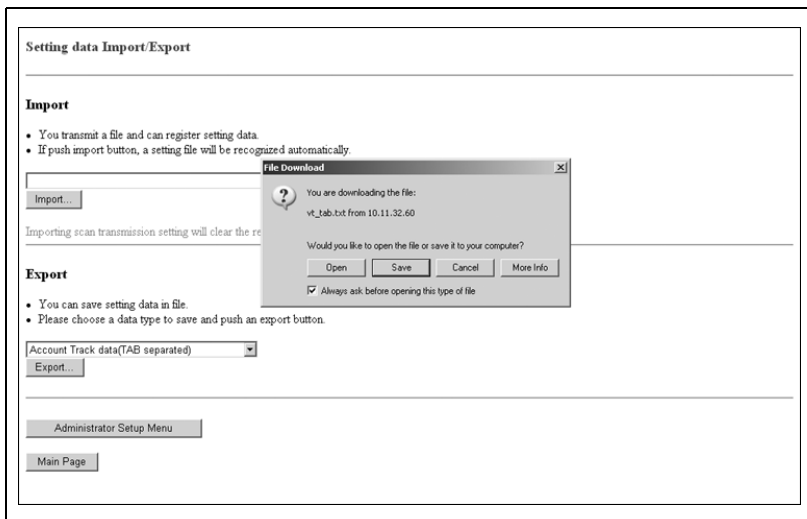 Setting data Import/Export
Import
• You transmit a file and can register setting data.
• If push import button, a setting file will be recognized automatically.
Import...
Importing scan transmission setting will clear the re
File Download
You are downloading the file:
vt_tab.txt from 10.11.32.60
Would you like to open the file or save it to your computer?
Open Save Cancel More Info
Always ask before opening this type of file
Export
• You can save setting data in file.
• Please choose a data type to save and push an export button.
Account Track data(TAB separated)
Export...
Administrator Setup Menu
Main Page